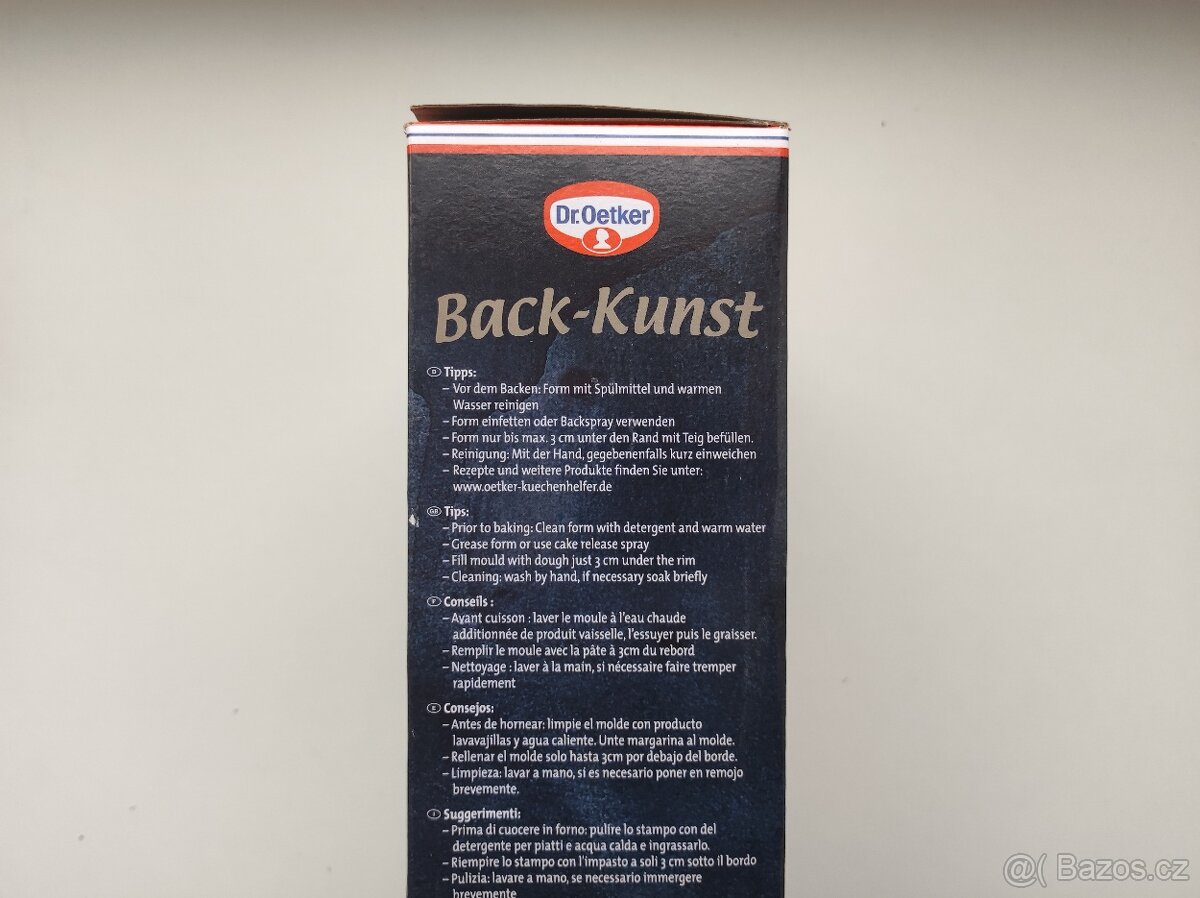 Dr.Oetker
Back-Kunst
D Tipps:
– Vor dem Backen: Form mit Spülmittel und warmen
Wasser reinigen
– Form einfetten oder Backspray verwenden
– Form nur bis max. 3 cm unter den Rand mit Teig befüllen.
– Reinigung: Mit der Hand, gegebenenfalls kurz einweichen
– Rezepte und weitere Produkte finden Sie unter:
www.oetker-kuechenhelfer.de
GB Tips:
– Prior to baking: Clean form with detergent and warm water
– Grease form or use cake release spray
– Fill mould with dough just 3 cm under the rim
– Cleaning: wash by hand, if necessary soak briefly
F Conseils :
– Avant cuisson : laver le moule à l'eau chaude
additionnée de produit vaisselle, l'essuyer puis le graisser.
– Remplir le moule avec la pâte à 3cm du rebord
– Nettoyage : laver à la main, si nécessaire faire tremper
rapidement
E Consejos:
– Antes de hornear: limpie el molde con producto
lavavajillas y agua caliente. Unte margarina al molde.
– Rellenar el molde solo hasta 3cm por debajo del borde.
– Limpieza: lavar a mano, si es necesario poner en remojo
brevemente.
I Suggerimenti:
– Prima di cuocere in forno: pulire lo stampo con del
detergente per piatti e acqua calda e ingrassarlo.
– Riempire lo stampo con l'impasto a soli 3 cm sotto il bordo
– Pulizia: lavare a mano, se necessario immergere
brevemente
@( Bazos.cz